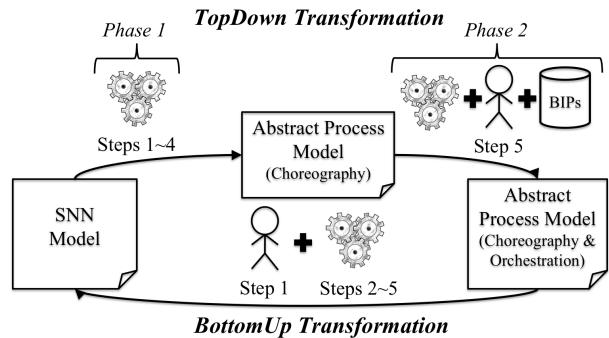 TopDown Transformation
Phase 1
Phase 2
BIPs
Steps 1~4
Step 5
Abstract Process
Model
(Choreography)
SNN
Model
Abstract
Process Model
(Choreography &
Orchestration)
Step 1
Steps 2~5
BottomUp Transformation